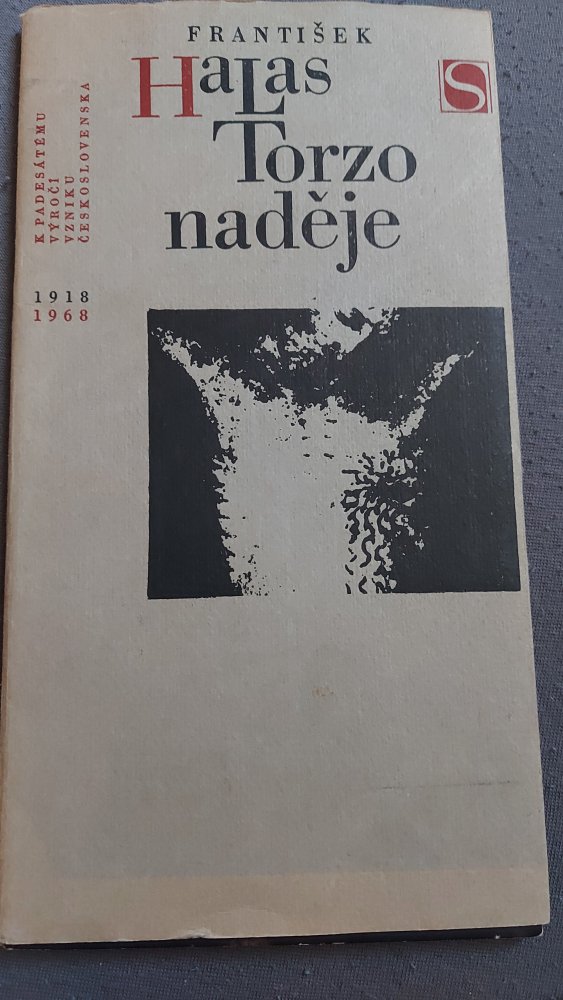 FRANTIŠEK
HaLas
Torzo
naděje
S
K PADESÁTÉMU
VÝROČÍ
VZNIKU
ČESKOSLOVENSKA
1918
1968